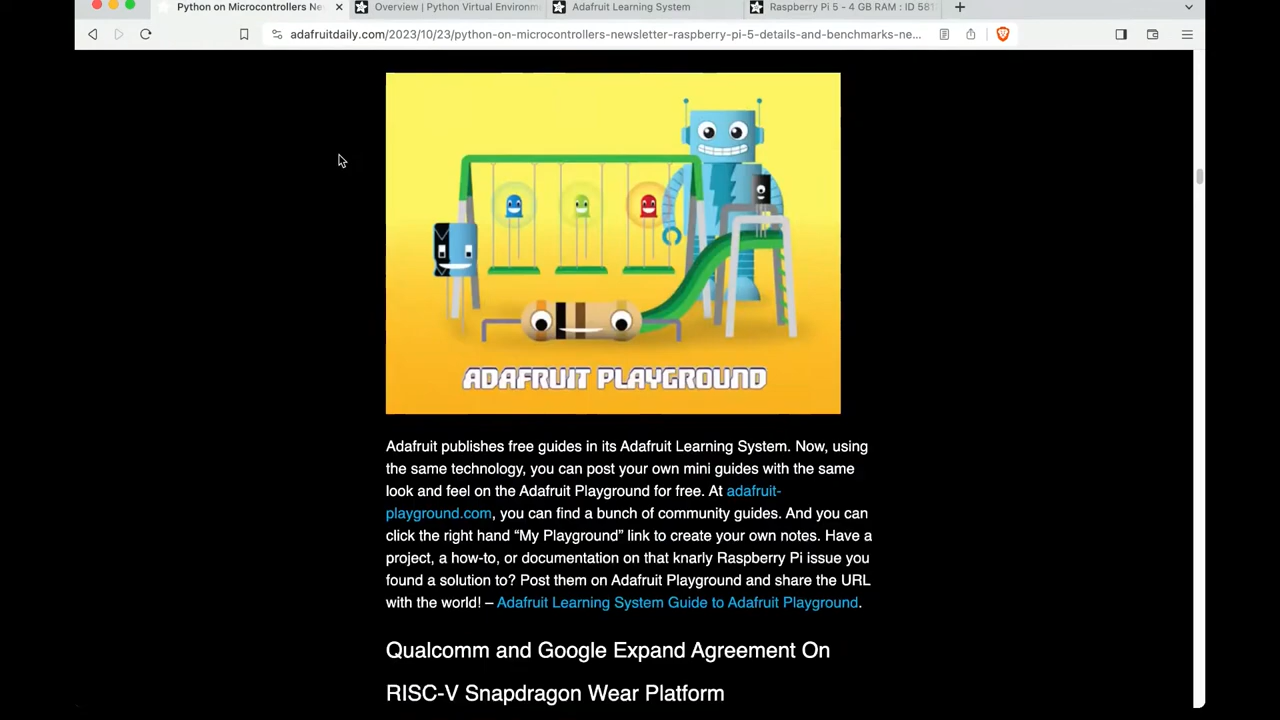 Python on Microcontrollers Ne
Overview | Python Virtual Environm
Adafruit Learning System
Raspberry Pi 5 - 4 GB RAM : ID 581
adafruitdaily.com/2023/10/23/python-on-microcontrollers-newsletter-raspberry-pi-5-details-and-benchmarks-ne...
ADAFRUIT PLAYGROUND
Adafruit publishes free guides in its Adafruit Learning System. Now, using
the same technology, you can post your own mini guides with the same
look and feel on the Adafruit Playground for free. At adafruit-
playground.com, you can find a bunch of community guides. And you can
click the right hand “My Playground” link to create your own notes. Have a
project, a how-to, or documentation on that knarly Raspberry Pi issue you
found a solution to? Post them on Adafruit Playground and share the URL
with the world! – Adafruit Learning System Guide to Adafruit Playground.
Qualcomm and Google Expand Agreement On
RISC-V Snapdragon Wear Platform